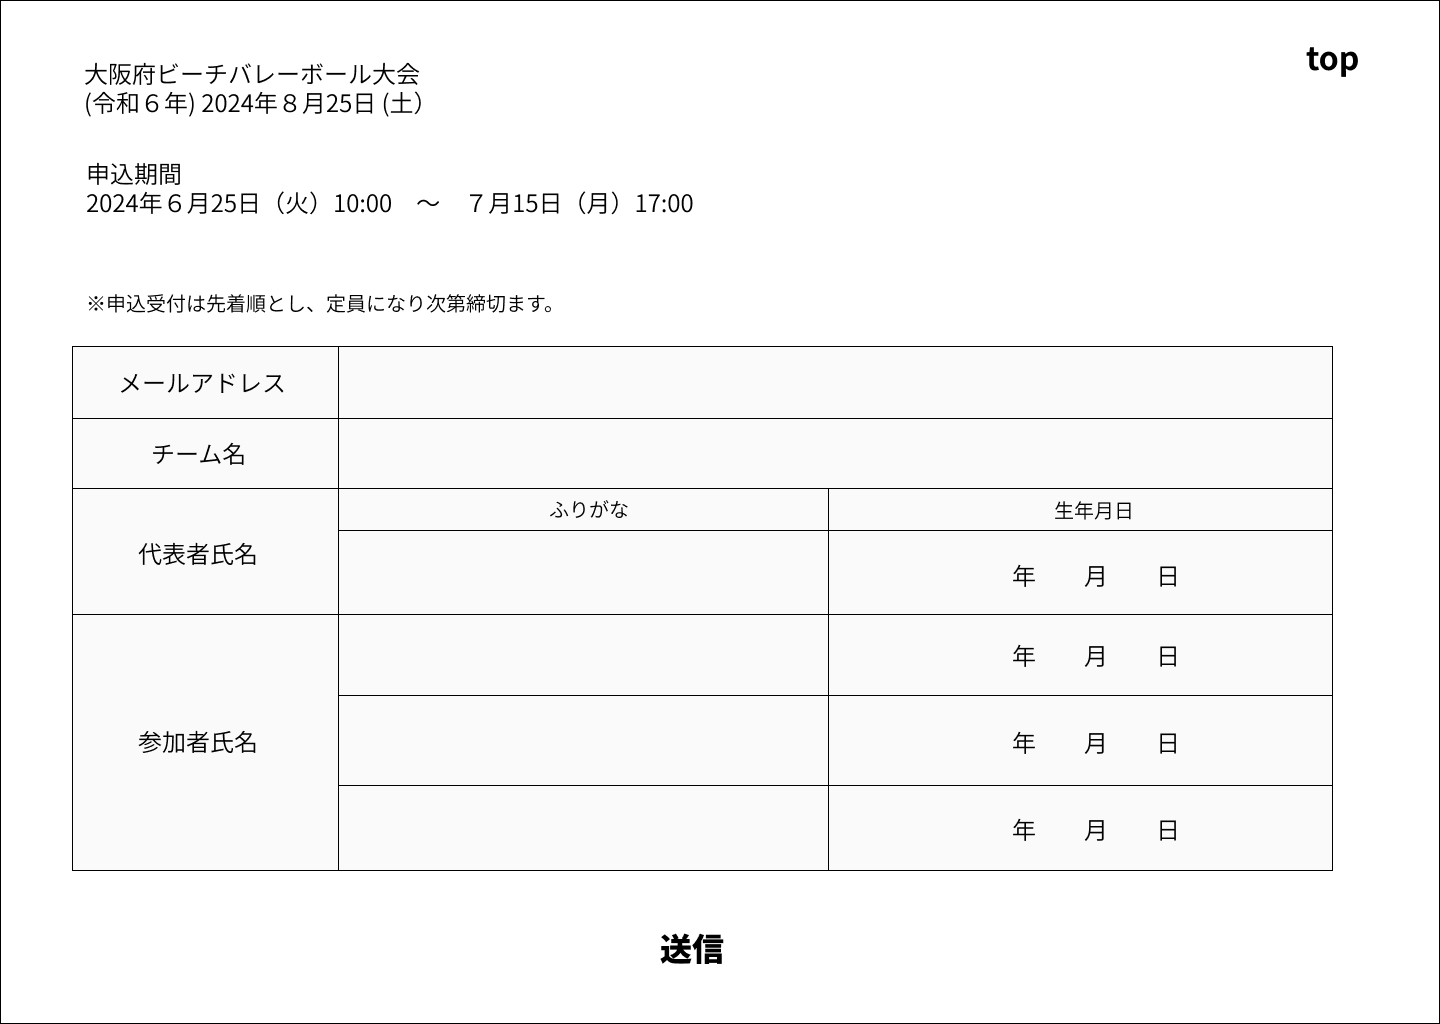 top
大阪府ビーチバレーボール大会
(令和６年) 2024年８月25日 (土）
申込期間
2024年６月25日（火）10:00　～　７月15日（月）17:00
※申込受付は先着順とし、定員になり次第締切ます。
メールアドレス
チーム名
代表者氏名
ふりがな
生年月日
年　月　日
参加者氏名
年　月　日
年　月　日
年　月　日
送信